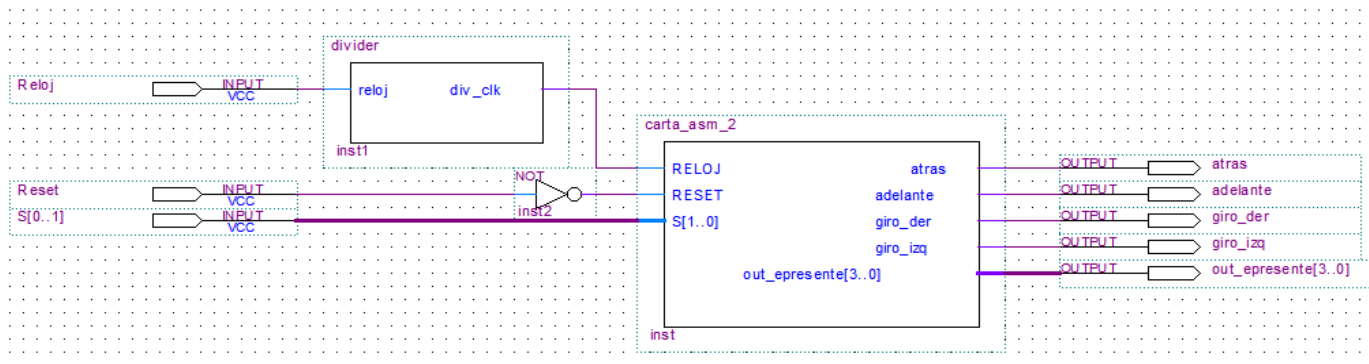 divider
Reloj
INPUT
VCC
reloj
div_clk
inst1
carta_asm_2
Reset
INPUT
VCC
NOT
inst2
S[0..1]
INPUT
VCC
RELOJ
atras
RESET
adelante
S[1..0]
giro_der
giro_izq
out_epresente[3..0]
inst
OUTPUT
atras
OUTPUT
adelante
OUTPUT
giro_der
OUTPUT
giro_izq
OUTPUT
out_epresente[3..0]